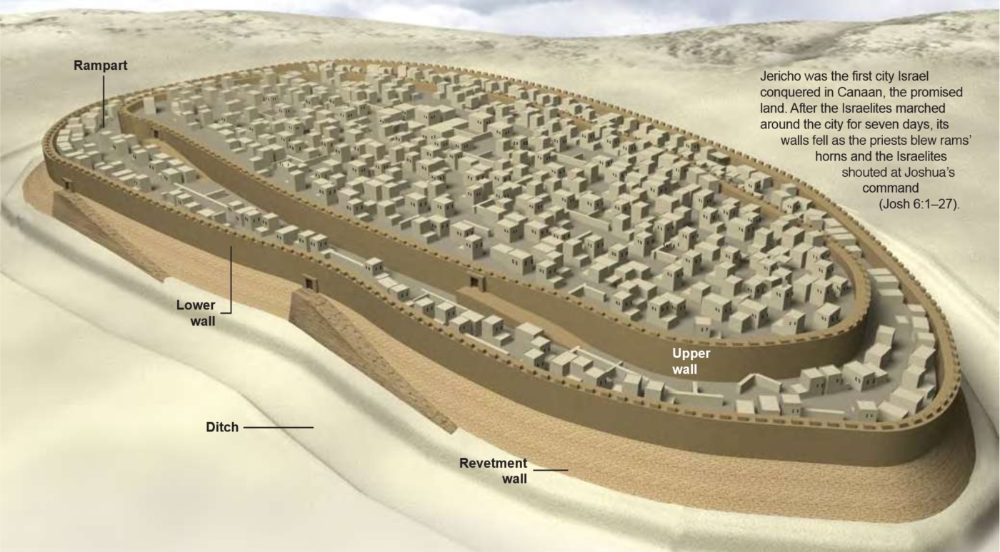 Rampart
Jericho was the first city Israel
conquered in Canaan, the promised
land. After the Israelites marched
around the city for seven days, its
walls fell as the priests blew rams’
horns and the Israelites
shouted at Joshua’s
command
(Josh 6:1–27).
Lower
wall
Upper
wall
Ditch
Revetment
wall